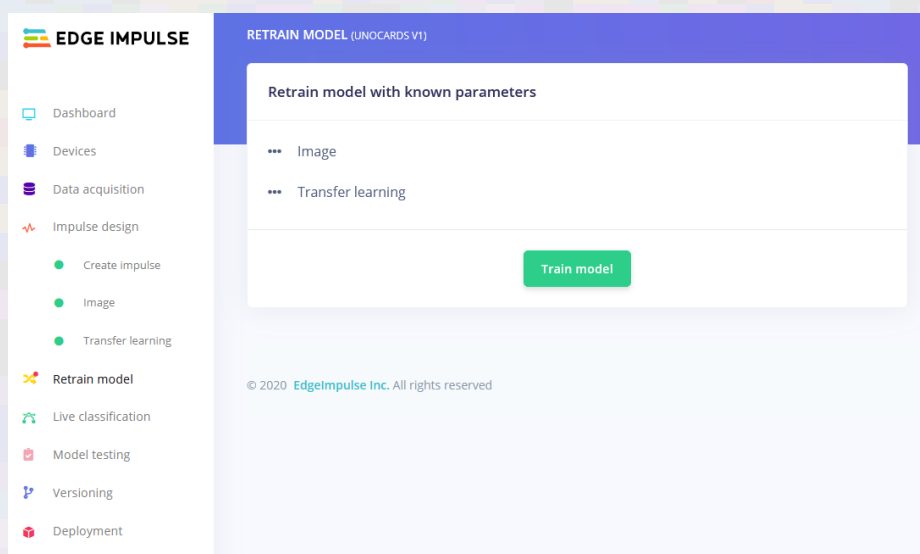 EDGE IMPULSE
Dashboard
Devices
Data acquisition
Impulse design
Create impulse
Image
Transfer learning
Retrain model
Live classification
Model testing
Versioning
Deployment
RETRAIN MODEL (UNOCARDS V1)
Retrain model with known parameters
Image
Transfer learning
Train model
© 2020 EdgeImpulse Inc. All rights reserved